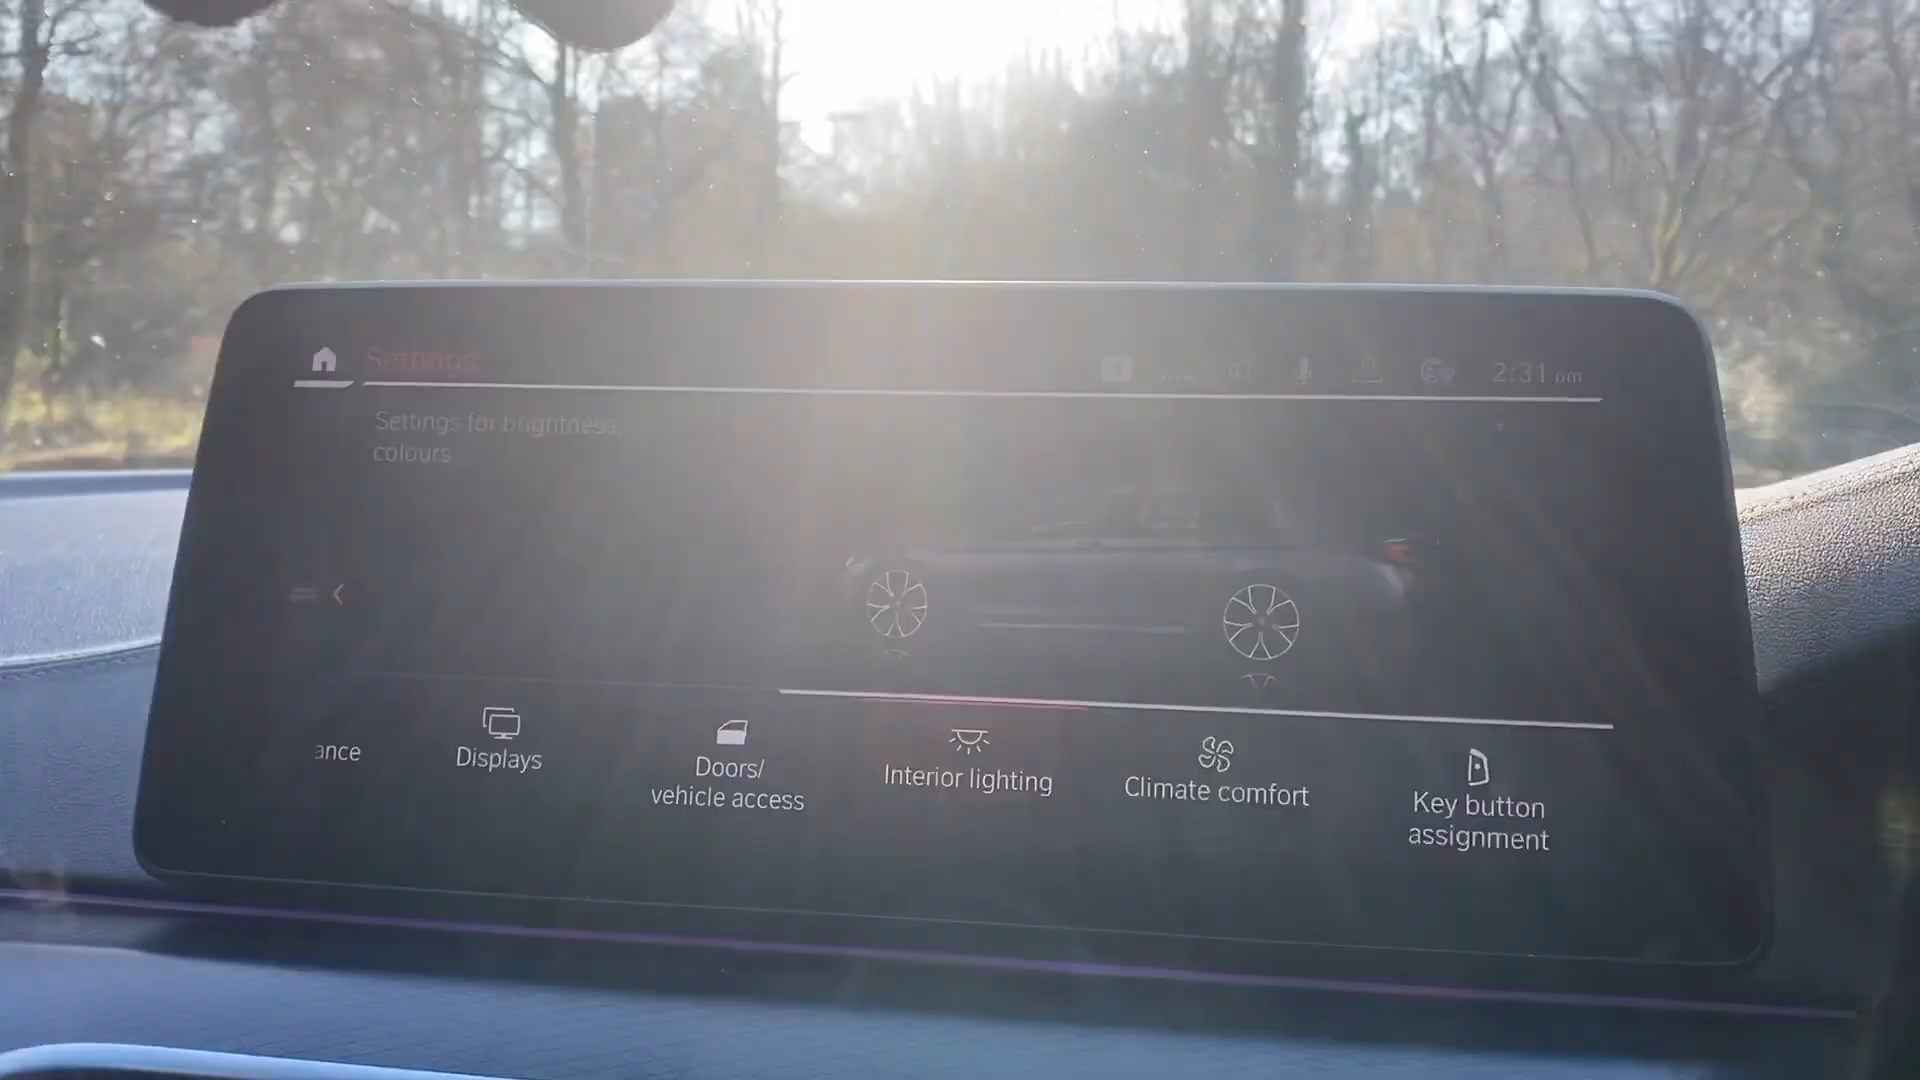 Settings
2:31 pm
Settings for brightness,
colours
ance
Displays
Doors/
vehicle access
Interior lighting
Climate comfort
Key button
assignment